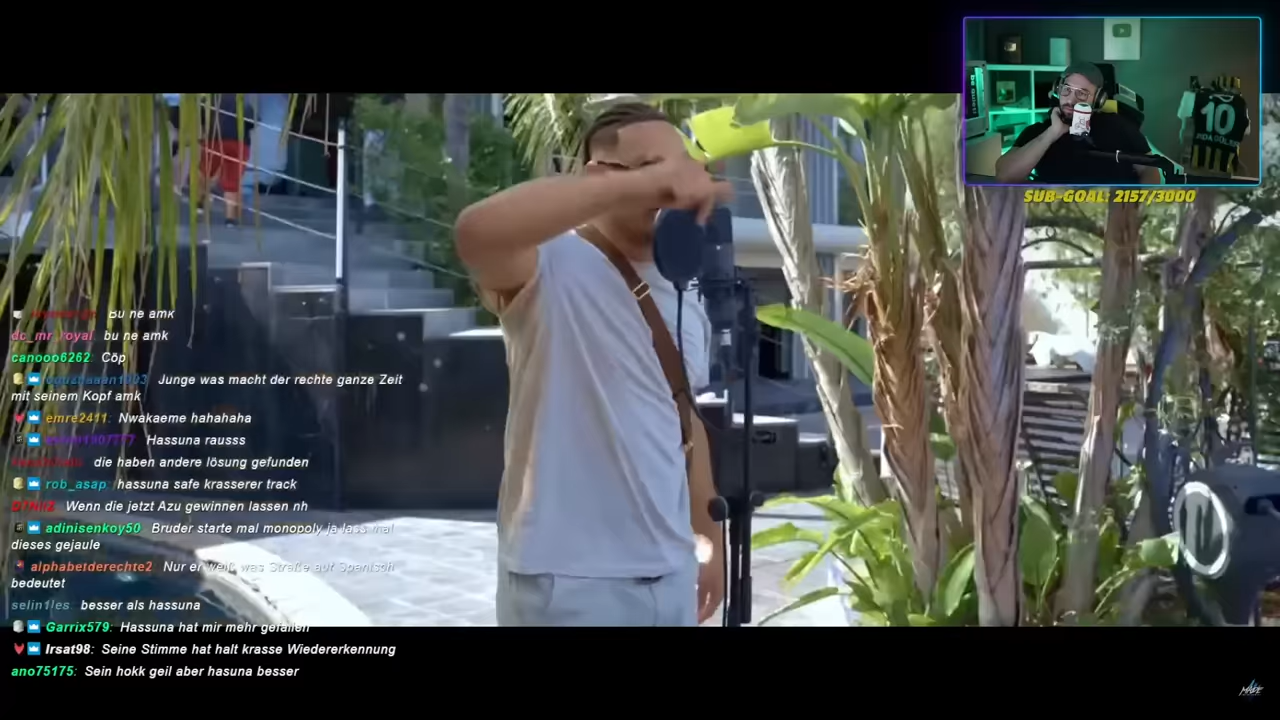 10
SUB-GOAL: 2157/3000
Bu ne amk
dc_mr_royal: bu ne amk
canooo6262: Cöp
Junge was macht der rechte ganze Zeit
mit seinem Kopf amk
emre2411: Nwakaeme hahahaha
Hassuna rausss
die haben andere lösung gefunden
rob_asap: hassuna safe krasserer track
Wenn die jetzt Azu gewinnen lassen nh
adinisenkoy50: Bruder starte mal monopoly ja lass mal
dieses gejaule
alphabetderechte2: Nur er weiß was Straße auf Spanisch
bedeutet
selin1les: besser als hassuna
Garrix579: Hassuna hat mir mehr gefallen
Irsat98: Seine Stimme hat halt krasse Wiedererkennung
ano75175: Sein hokk geil aber hasuna besser